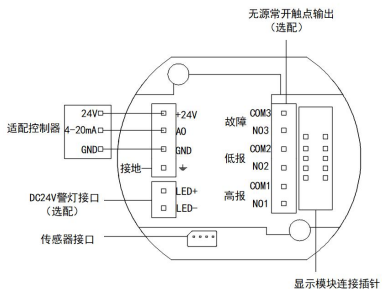 无源常开触点输出
（选配）
适配控制器
24V
4-20mA
GND
+24V
AO
GND
接地
DC24V警灯接口
（选配）
LED+
LED-
传感器接口
故障
COM3
NO3
低报
COM2
NO2
高报
COM1
NO1
显示模块连接插针